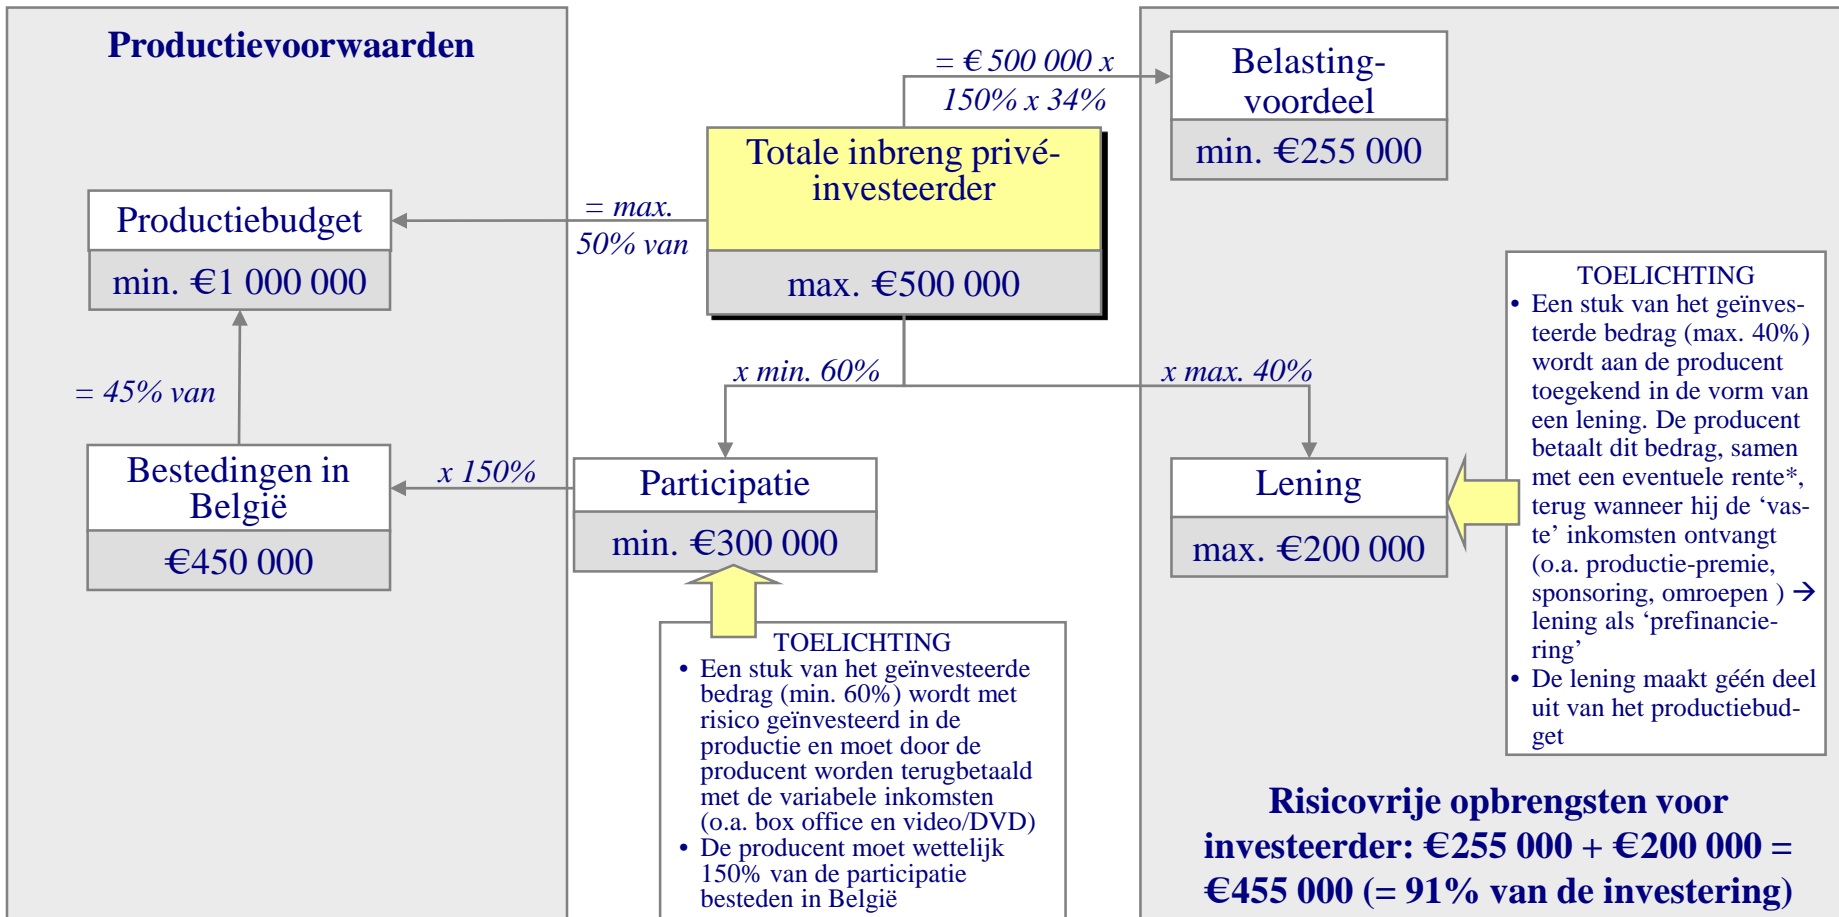 Productievoorwaarden
= € 500 000 x
150% x 34%
Belasting-
voordeel
min. €255 000
Totale inbreng privé-
investeerder
max. €500 000
= max.
50% van
Productiebudget
min. €1 000 000
= 45% van
x min. 60%
x max. 40%
Bestedingen in
België
€450 000
x 150%
Participatie
min. €300 000
Lening
max. €200 000
TOELICHTING
• Een stuk van het geïnves-
teerde bedrag (max. 40%)
wordt aan de producent
toegekend in de vorm van
een lening. De producent
betaalt dit bedrag, samen
met een eventuele rente*,
terug wanneer hij de ‘vas-
te’ inkomsten ontvangt
(o.a. productie-premie,
sponsoring, omroepen ) →
lening als ‘prefinancie-
ring’
• De lening maakt géén deel
uit van het productiebud-
get
TOELICHTING
• Een stuk van het geïnvesteerde
bedrag (min. 60%) wordt met
risico geïnvesteerd in de
productie en moet door de
producent worden terugbetaald
met de variabele inkomsten
(o.a. box office en video/DVD)
• De producent moet wettelijk
150% van de participatie
besteden in België
Risicovrije opbrengsten voor
investeerder: €255 000 + €200 000 =
€455 000 (= 91% van de investering)